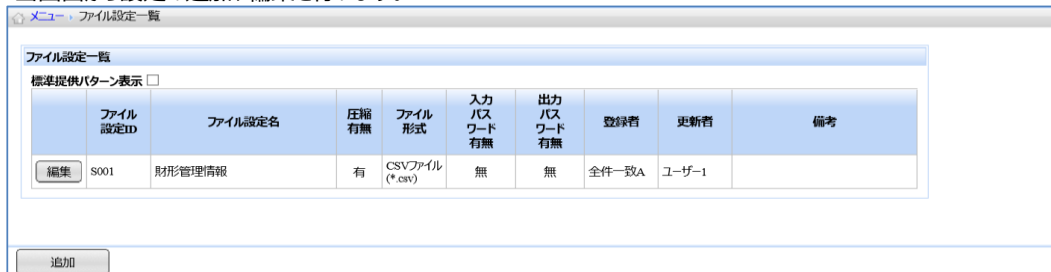 メニュー › ファイル設定一覧
ファイル設定一覧
標準提供パターン表示
ファイル設定ID ファイル設定名 圧縮有無 ファイル形式 入力パスワード有無 出力パスワード有無 登録者 更新者 備考
編集 S001 財形管理情報 有 CSVファイル(*.csv) 無 無 全件一致A ユーザー1
追加